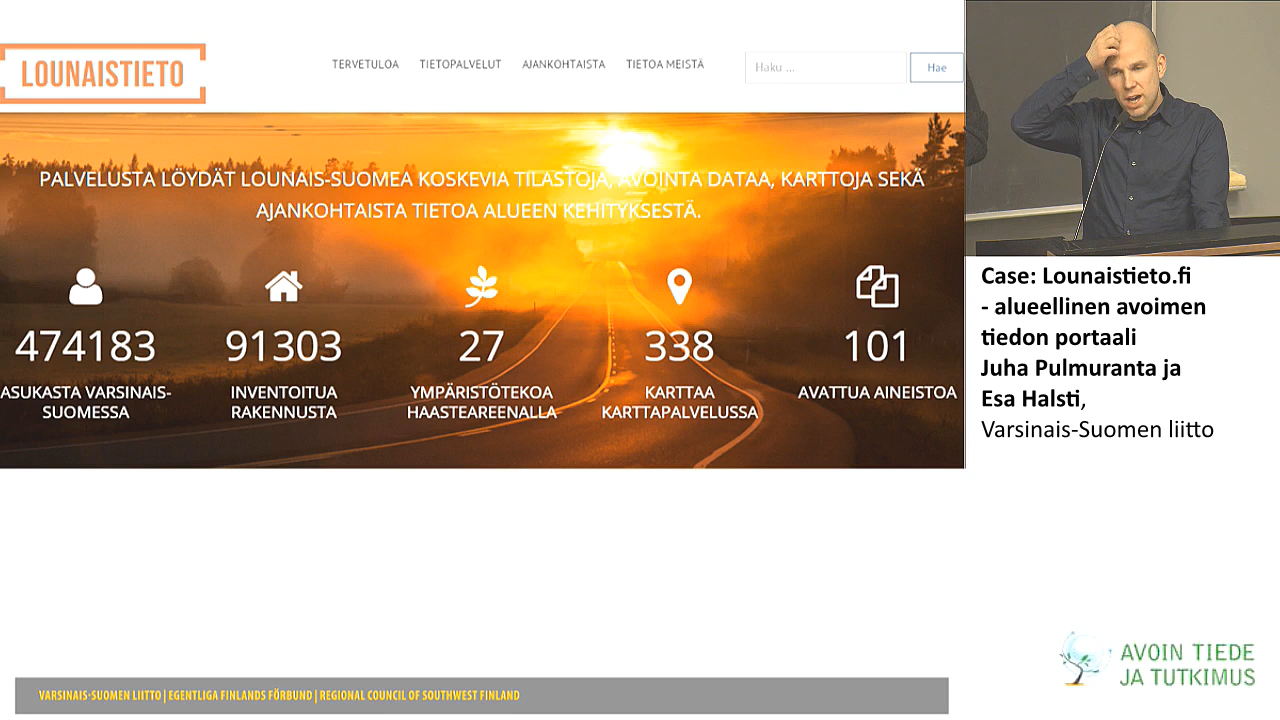 LOUNAISTIETO
TERVETULOA TIETOPALVELUT AJANKOHTAISTA TIETOA MEISTÄ
Haku ... Hae
PALVELUSTA LÖYDÄT LOUNAIS-SUOMEA KOSKEVIA TILASTOJA, AVOINTA DATAA, KARTTOJA SEKÄ
AJANKOHTAISTA TIETOA ALUEEN KEHITYKSESTÄ.
474183
ASUKASTA VARSINAIS-
SUOMESSA
91303
INVENTOITUA
RAKENNUSTA
27
YMPÄRISTÖTEKOA
HAASTEAREENALLA
338
KARTTAA
KARTTAPALVELUSSA
101
AVATTUA AINEISTOA
Case: Lounaistieto.fi
- alueellinen avoimen
tiedon portaali
Juha Pulmuranta ja
Esa Halsti,
Varsinais-Suomen liitto
AVOIN TIEDE
JA TUTKIMUS
VARSINAIS-SUOMEN LIITTO | EGENTLIGA FINLANDS FÖRBUND | REGIONAL COUNCIL OF SOUTHWEST FINLAND